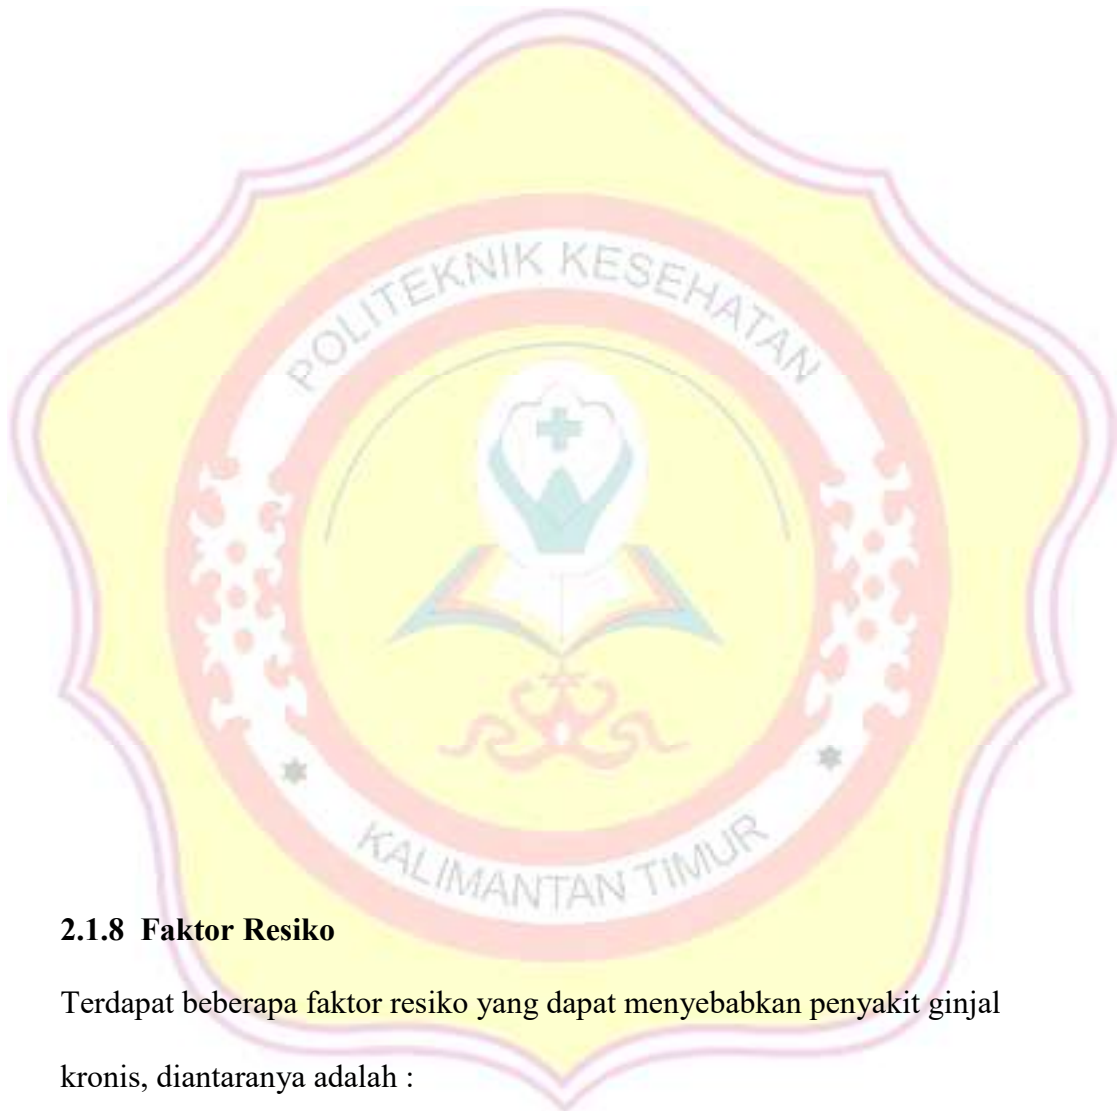 POLITEKNIK KESEHATAN
KALIMANTAN TIMUR
2.1.8 Faktor Resiko
Terdapat beberapa faktor resiko yang dapat menyebabkan penyakit ginjal
kronis, diantaranya adalah :